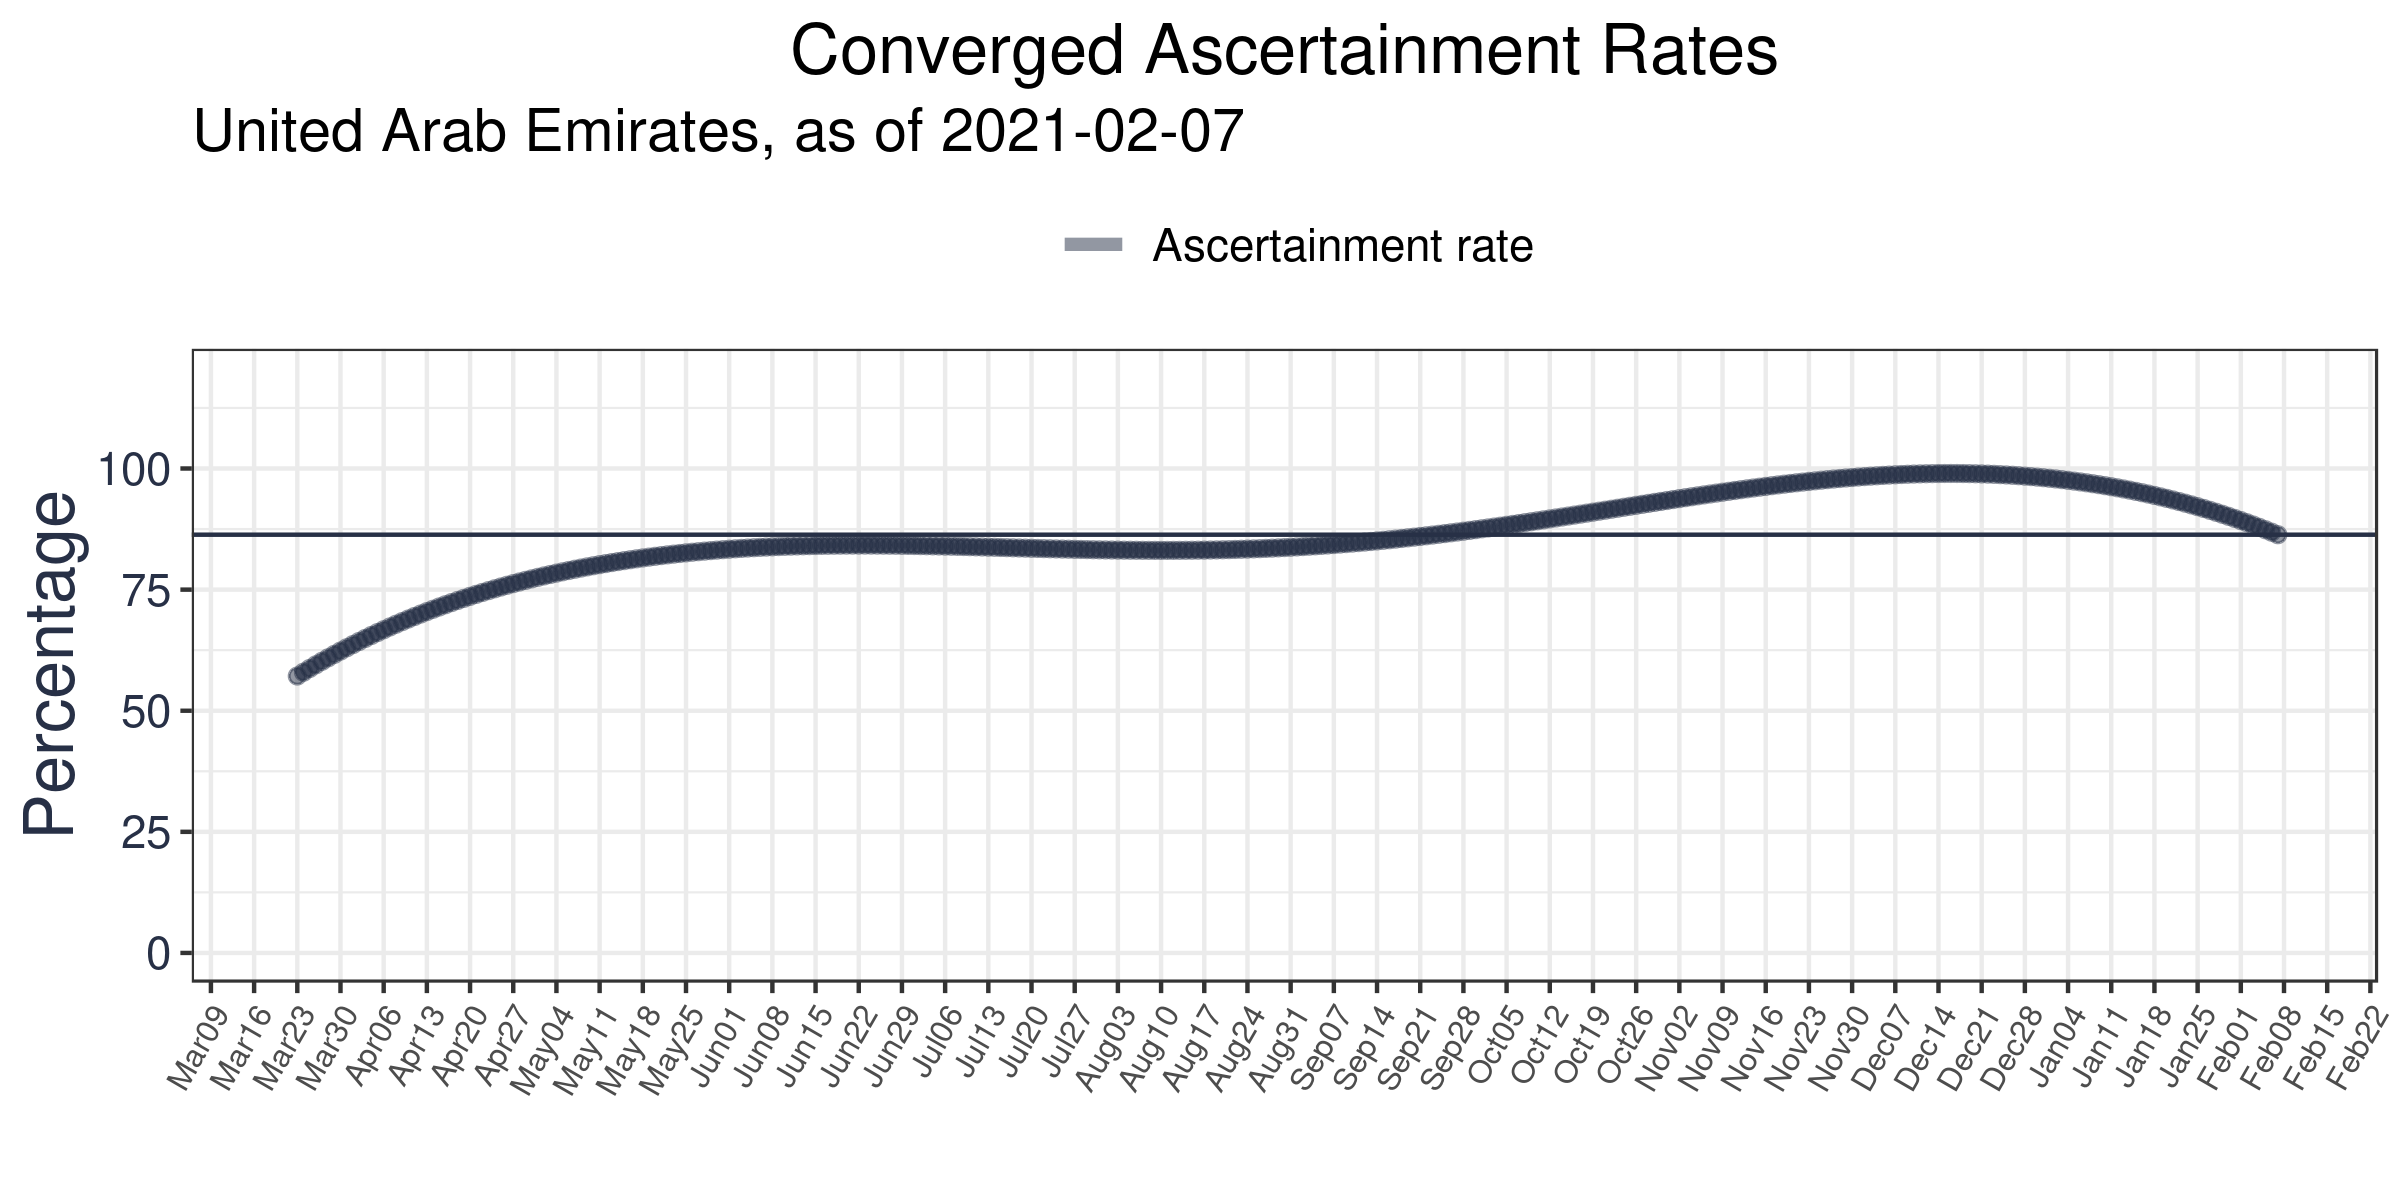 Converged Ascertainment Rates
United Arab Emirates, as of 2021-02-07
Ascertainment rate
Percentage
100
75
50
25
0
Mar09 Mar16 Mar23 Mar30 Apr06 Apr13 Apr20 Apr27 May04 May11 May18 May25 Jun01 Jun08 Jun15 Jun22 Jun29 Jul06 Jul13 Jul20 Jul27 Aug03 Aug10 Aug17 Aug24 Aug31 Sep07 Sep14 Sep21 Sep28 Oct05 Oct12 Oct19 Oct26 Nov02 Nov09 Nov16 Nov23 Nov30 Dec07 Dec14 Dec21 Dec28 Jan04 Jan11 Jan18 Jan25 Feb01 Feb08 Feb15 Feb22